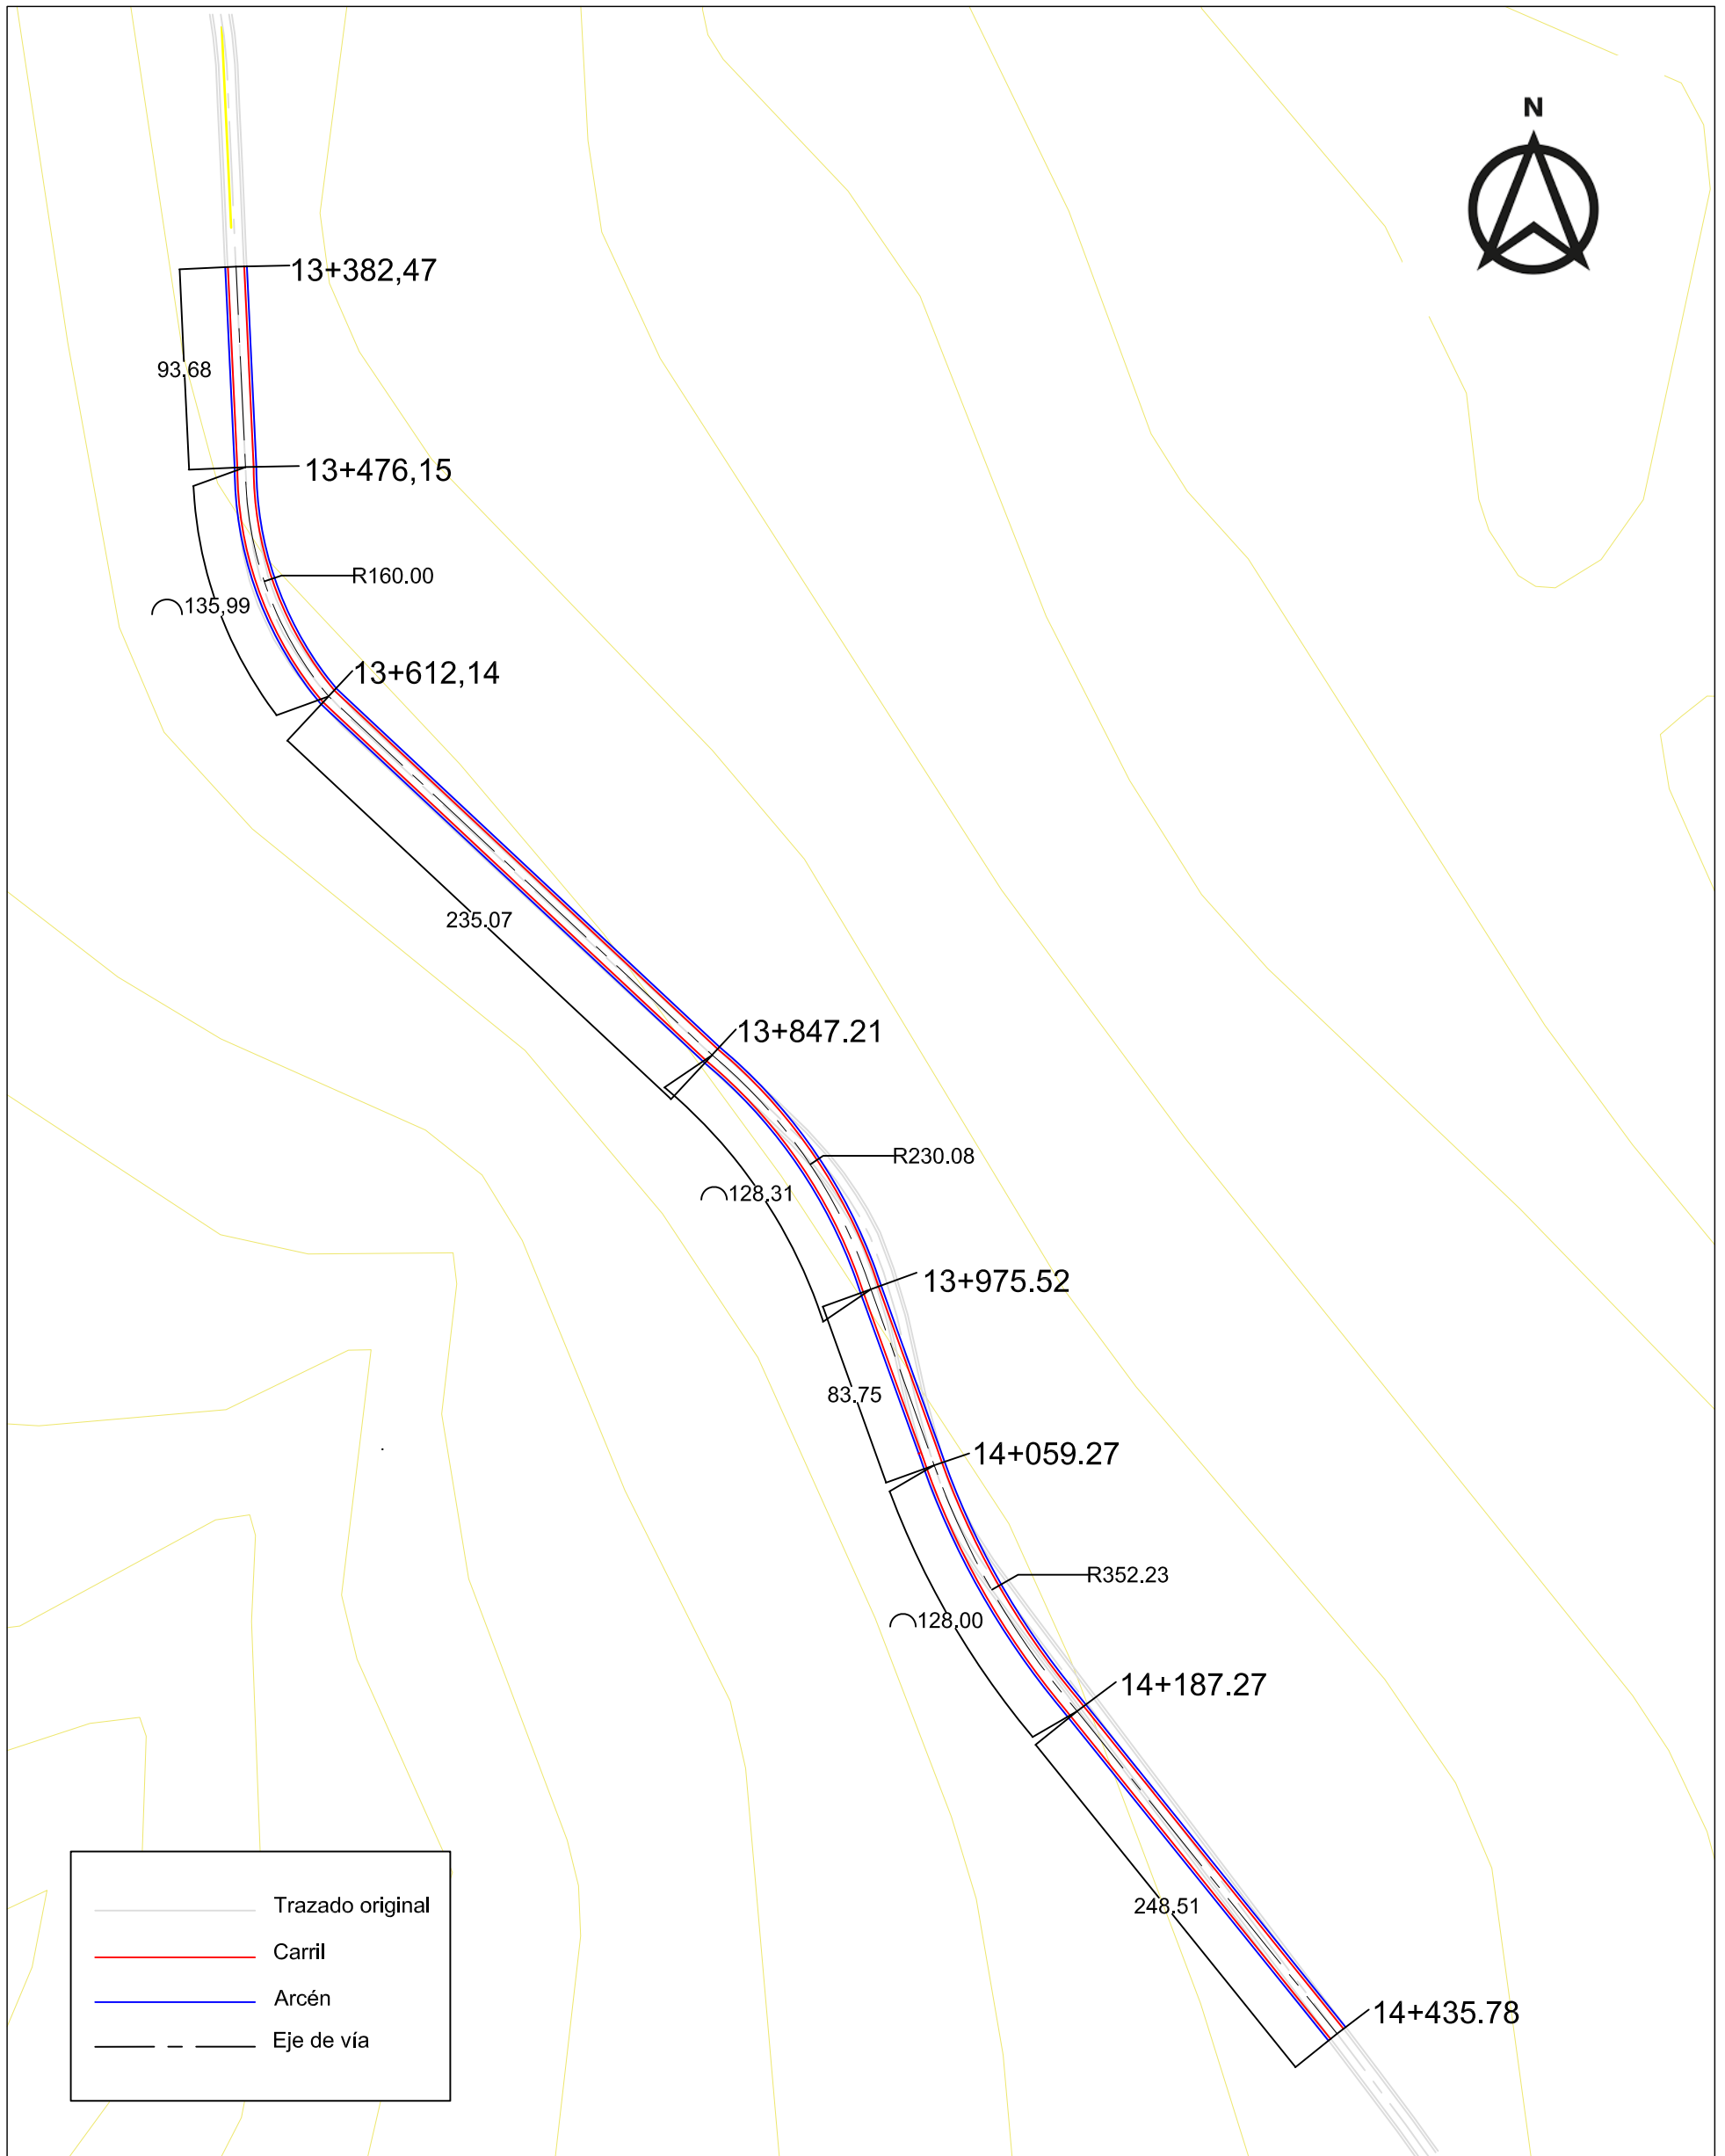 N
13+382,47
93.68
13+476,15
R160.00
135,99
13+612,14
235.07
13+847.21
R230.08
128.31
13+975.52
83.75
14+059.27
R352.23
128.00
14+187.27
248.51
14+435.78
Trazado original
Carril
Arcén
Eje de vía